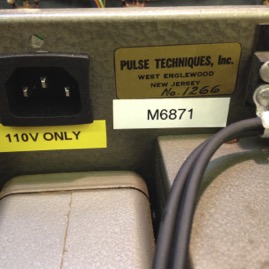 PULSE TECHNIQUES, Inc.
WEST ENGLEWOOD
NEW JERSEY
No. 1266
M6871
110V ONLY